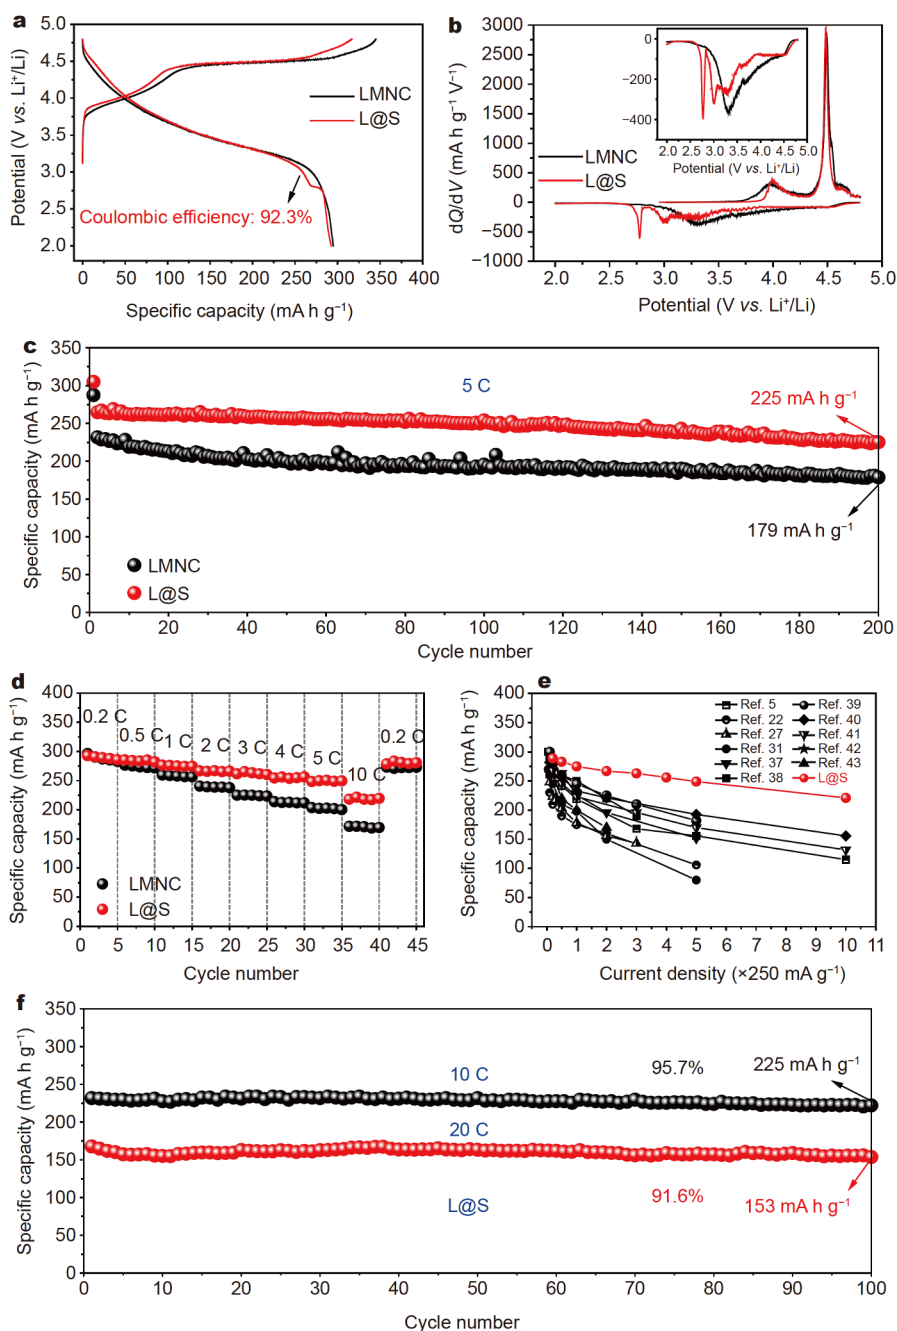 a
5.0
4.5
4.0
3.5
3.0
2.5
2.0
Potential (V vs. Li⁺/Li)
LMNC
L@S
Coulombic efficiency: 92.3%
0 50 100 150 200 250 300 350 400
Specific capacity (mA h g⁻¹)
b
3000
2500
2000
1500
1000
500
0
−500
−1000
dQ/dV (mA h g⁻¹ V⁻¹)
LMNC
L@S
0
−200
−400
2.0 2.5 3.0 3.5 4.0 4.5 5.0
Potential (V vs. Li⁺/Li)
2.0 2.5 3.0 3.5 4.0 4.5 5.0
Potential (V vs. Li⁺/Li)
c
350
300
250
200
150
100
50
0
Specific capacity (mA h g⁻¹)
5 C
225 mA h g⁻¹
179 mA h g⁻¹
LMNC
L@S
0 20 40 60 80 100 120 140 160 180 200
Cycle number
d
400
350
300
250
200
150
100
50
0
Specific capacity (mA h g⁻¹)
0.2 C
0.5 C
1 C
2 C
3 C
4 C
5 C
10 C
0.2 C
LMNC
L@S
0 5 10 15 20 25 30 35 40 45
Cycle number
e
400
350
300
250
200
150
100
50
0
Specific capacity (mA h g⁻¹)
Ref. 5 Ref. 39
Ref. 22 Ref. 40
Ref. 27 Ref. 41
Ref. 31 Ref. 42
Ref. 37 Ref. 43
Ref. 38 L@S
0 1 2 3 4 5 6 7 8 9 10 11
Current density (×250 mA g⁻¹)
f
350
300
250
200
150
100
50
0
Specific capacity (mA h g⁻¹)
10 C 95.7% 225 mA h g⁻¹
20 C
L@S 91.6% 153 mA h g⁻¹
0 10 20 30 40 50 60 70 80 90 100
Cycle number